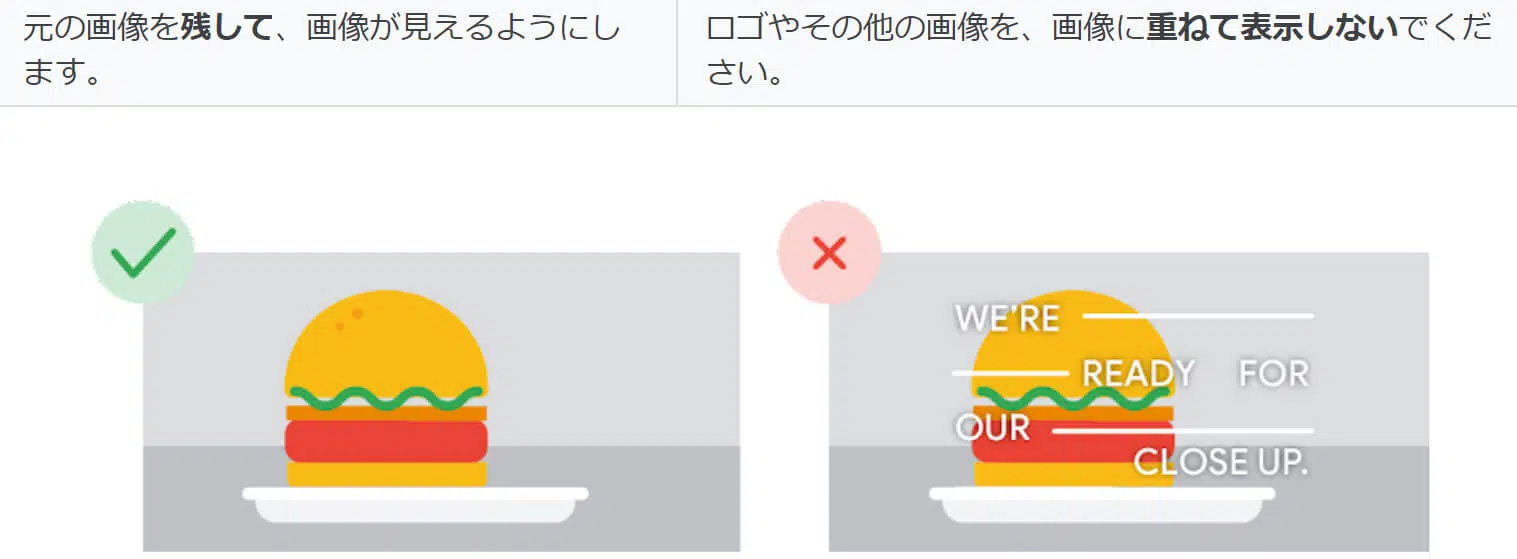 元の画像を残して、画像が見えるようにし
ます。
ロゴやその他の画像を、画像に重ねて表示しないでくだ
さい。
WE'RE
READY FOR
OUR
CLOSE UP.